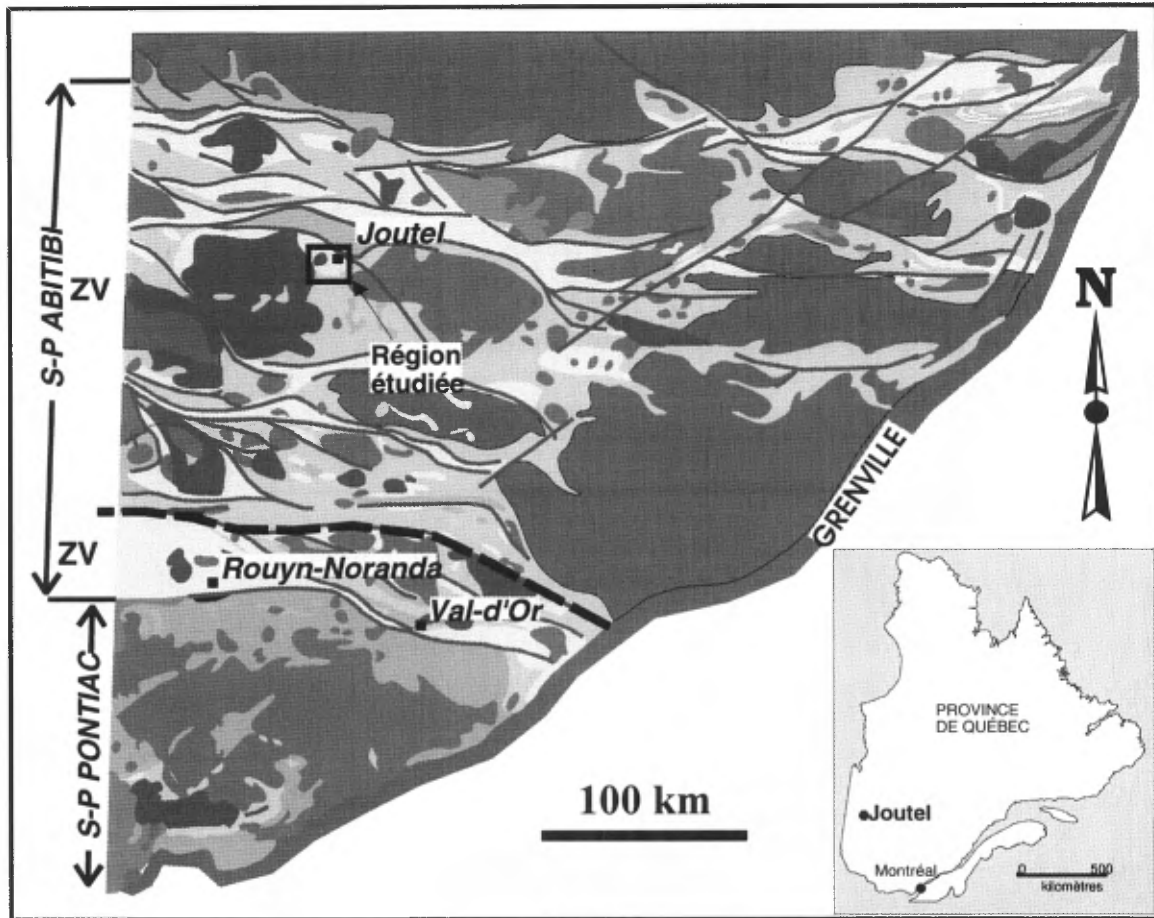 S-P ABITIBI
ZV
Joutel
Région
étudiée
N
GRENVILLE
ZV
Rouyn-Noranda
Val-d'Or
S-P PONTIAC
100 km
PROVINCE
DE QUÉBEC
Joutel
Montréal
0 500
kilomètres